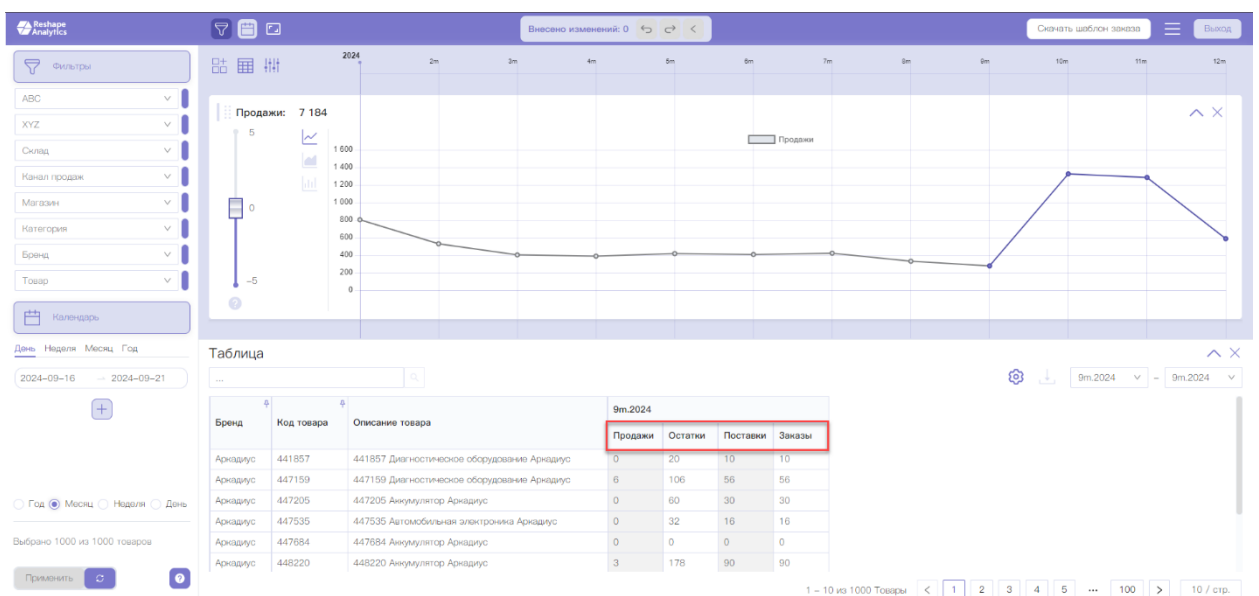 Reshape
Analytics
Внесено изменений: 0
Скачать шаблон заказа
Выход
Фильтры
ABC
XYZ
Склад
Канал продаж
Магазин
Категория
Бренд
Товар
Календарь
День Неделя Месяц Год
2024-09-16 → 2024-09-21
Год Месяц Неделя День
Выбрано 1000 из 1000 товаров
Применить
?
2024 2m 3m 4m 5m 6m 7m 8m 9m 10m 11m 12m
Продажи: 7 184
5
0
-5
?
Продажи
1 600
1 400
1 200
1 000
800
600
400
200
0
Таблица
...
9m.2024 – 9m.2024
Бренд Код товара Описание товара 9m.2024
Продажи Остатки Поставки Заказы
Аркадиус 441857 441857 Диагностическое оборудование Аркадиус 0 20 10 10
Аркадиус 447159 447159 Диагностическое оборудование Аркадиус 6 106 56 56
Аркадиус 447205 447205 Аккумулятор Аркадиус 0 60 30 30
Аркадиус 447535 447535 Автомобильная электроника Аркадиус 0 32 16 16
Аркадиус 447684 447684 Аккумулятор Аркадиус 0 0 0 0
Аркадиус 448220 448220 Аккумулятор Аркадиус 3 178 90 90
1 – 10 из 1000 Товары < 1 2 3 4 5 ••• 100 > 10 / стр.